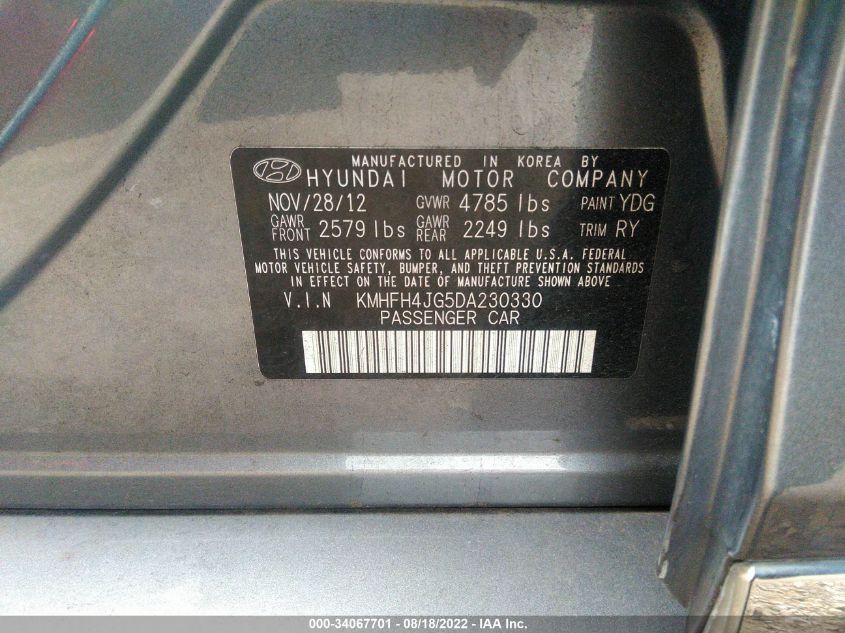 MANUFACTURED IN KOREA BY
HYUNDAI MOTOR COMPANY
NOV/28/12 GVWR 4785 lbs PAINT YDG
GAWR FRONT 2579 lbs GAWR REAR 2249 lbs TRIM RY
THIS VEHICLE CONFORMS TO ALL APPLICABLE U.S.A. FEDERAL
MOTOR VEHICLE SAFETY, BUMPER, AND THEFT PREVENTION STANDARDS
IN EFFECT ON THE DATE OF MANUFACTURE SHOWN ABOVE
V.I.N KMHFH4JG5DA230330
PASSENGER CAR
000-34067701 - 08/18/2022 - IAA Inc.